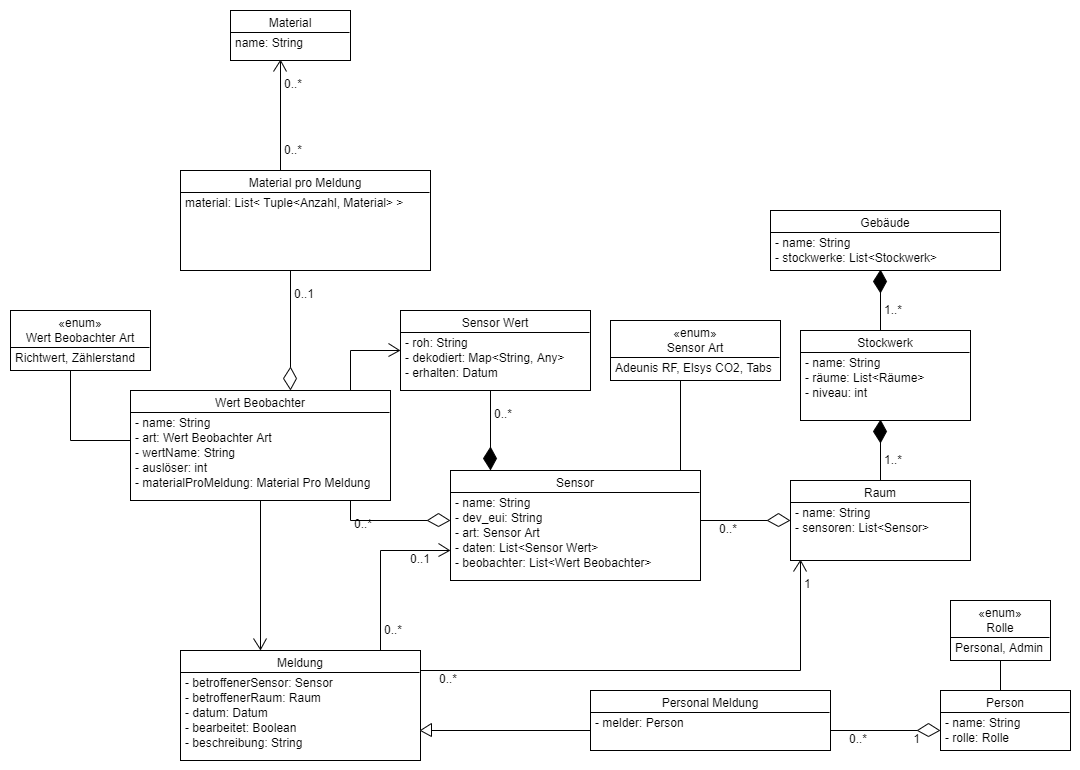 Material
name: String
0..*
0..*
Material pro Meldung
material: List< Tuple<Anzahl, Material> >
0..1
Gebäude
- name: String
- stockwerke: List<Stockwerk>
1..*
«enum»
Wert Beobachter Art
Richtwert, Zählerstand
Sensor Wert
- roh: String
- dekodiert: Map<String, Any>
- erhalten: Datum
0..*
«enum»
Sensor Art
Adeunis RF, Elsys CO2, Tabs
Stockwerk
- name: String
- räume: List<Räume>
- niveau: int
1..*
Wert Beobachter
- name: String
- art: Wert Beobachter Art
- wertName: String
- auslöser: int
- materialProMeldung: Material Pro Meldung
0..*
Sensor
- name: String
- dev_eui: String
- art: Sensor Art
- daten: List<Sensor Wert>
- beobachter: List<Wert Beobachter>
0..*
Raum
- name: String
- sensoren: List<Sensor>
0..1
1
0..*
«enum»
Rolle
Personal, Admin
Meldung
- betroffenerSensor: Sensor
- betroffenerRaum: Raum
- datum: Datum
- bearbeitet: Boolean
- beschreibung: String
0..*
Personal Meldung
- melder: Person
0..*
1
Person
- name: String
- rolle: Rolle